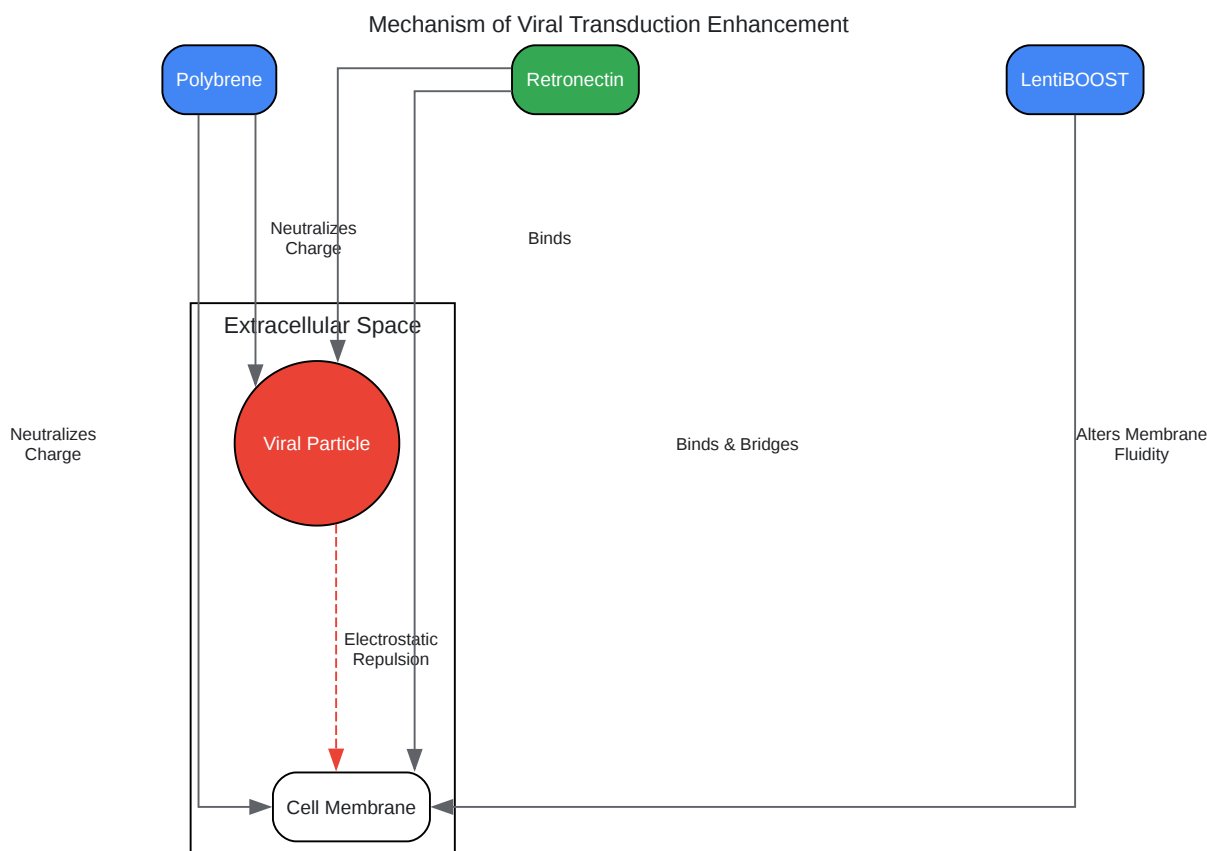 Mechanism of Viral Transduction Enhancement
Polybrene
Retronectin
LentiBOOST
Neutralizes
Charge
Binds
Extracellular Space
Viral Particle
Neutralizes
Charge
Binds & Bridges
Alters Membrane
Fluidity
Electrostatic
Repulsion
Cell Membrane